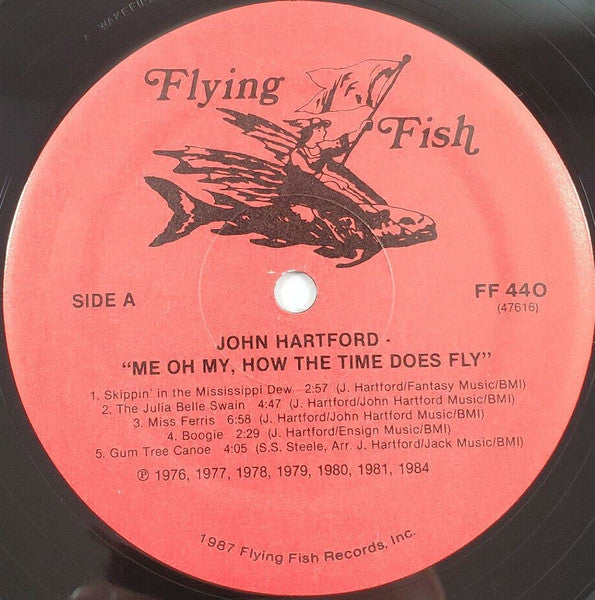 Flying
Fish
SIDE A
FF 440
(47616)
JOHN HARTFORD -
"ME OH MY, HOW THE TIME DOES FLY"
1. Skippin' in the Mississippi Dew 2:57 (J. Hartford/Fantasy Music/BMI)
2. The Julia Belle Swain 4:47 (J. Hartford/John Hartford Music/BMI)
3. Miss Ferris 6:58 (J. Hartford/John Hartford Music/BMI)
4. Boogie 2:29 (J. Hartford/Ensign Music/BMI)
5. Gum Tree Canoe 4:05 (S.S. Steele, Arr. J. Hartford/Jack Music/BMI)
℗ 1976, 1977, 1978, 1979, 1980, 1981, 1984
1987 Flying Fish Records, Inc.